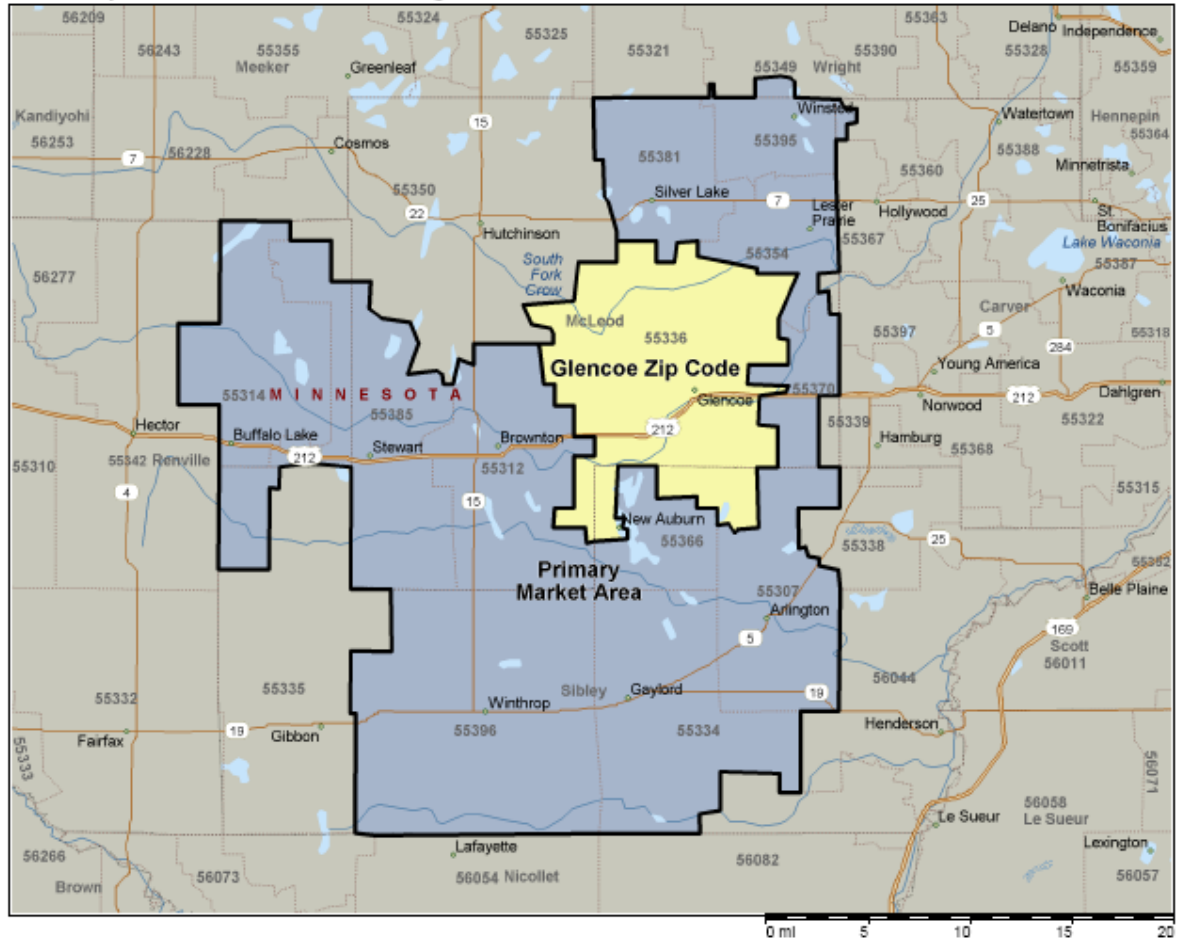 56209
55324
55363
Delano
Independence
56243
55355
55325
55321
55390
55328
Meeker
Greenleaf
55349
Wright
55359
Kandiyohi
Winsted
Watertown
Hennepin
15
56253
7
56228
Cosmos
55395
55388
55364
55381
Minnetrista
55360
55350
Silver Lake
7
Lester
Prairie
Hollywood
25
St.
Bonifacius
22
Hutchinson
55367
Lake Waconia
South
Fork
Crow
55354
55387
56277
Waconia
Carver
McLeod
55336
55397
5
55318
284
Glencoe Zip Code
Young America
55314
MINNESOTA
55370
Dahlgren
55385
Glencoe
Norwood
212
55339
55322
Hector
Buffalo Lake
212
Brownton
Hamburg
Stewart
55368
55310
55342
Renville
212
55312
4
15
55315
New Auburn
55366
25
55338
55352
Primary
Market Area
55307
Belle Plaine
Arlington
169
5
Scott
56011
55332
55335
Sibley
Gaylord
19
56044
Winthrop
Henderson
Fairfax
19
Gibbon
55396
55334
55333
56071
56058
Le Sueur
Le Sueur
Lafayette
Lexington
56266
56082
Brown
56073
56054
Nicollet
56057
0 mi
5
10
15
20